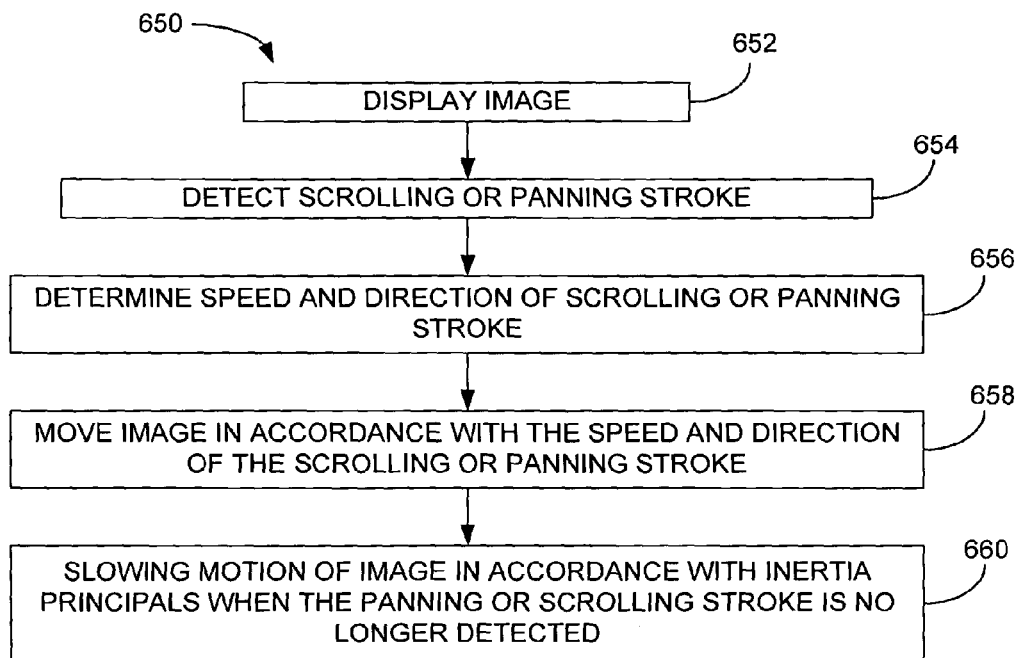 650
652
DISPLAY IMAGE
654
DETECT SCROLLING OR PANNING STROKE
656
DETERMINE SPEED AND DIRECTION OF SCROLLING OR PANNING
STROKE
658
MOVE IMAGE IN ACCORDANCE WITH THE SPEED AND DIRECTION
OF THE SCROLLING OR PANNING STROKE
660
SLOWING MOTION OF IMAGE IN ACCORDANCE WITH INERTIA
PRINCIPALS WHEN THE PANNING OR SCROLLING STROKE IS NO
LONGER DETECTED